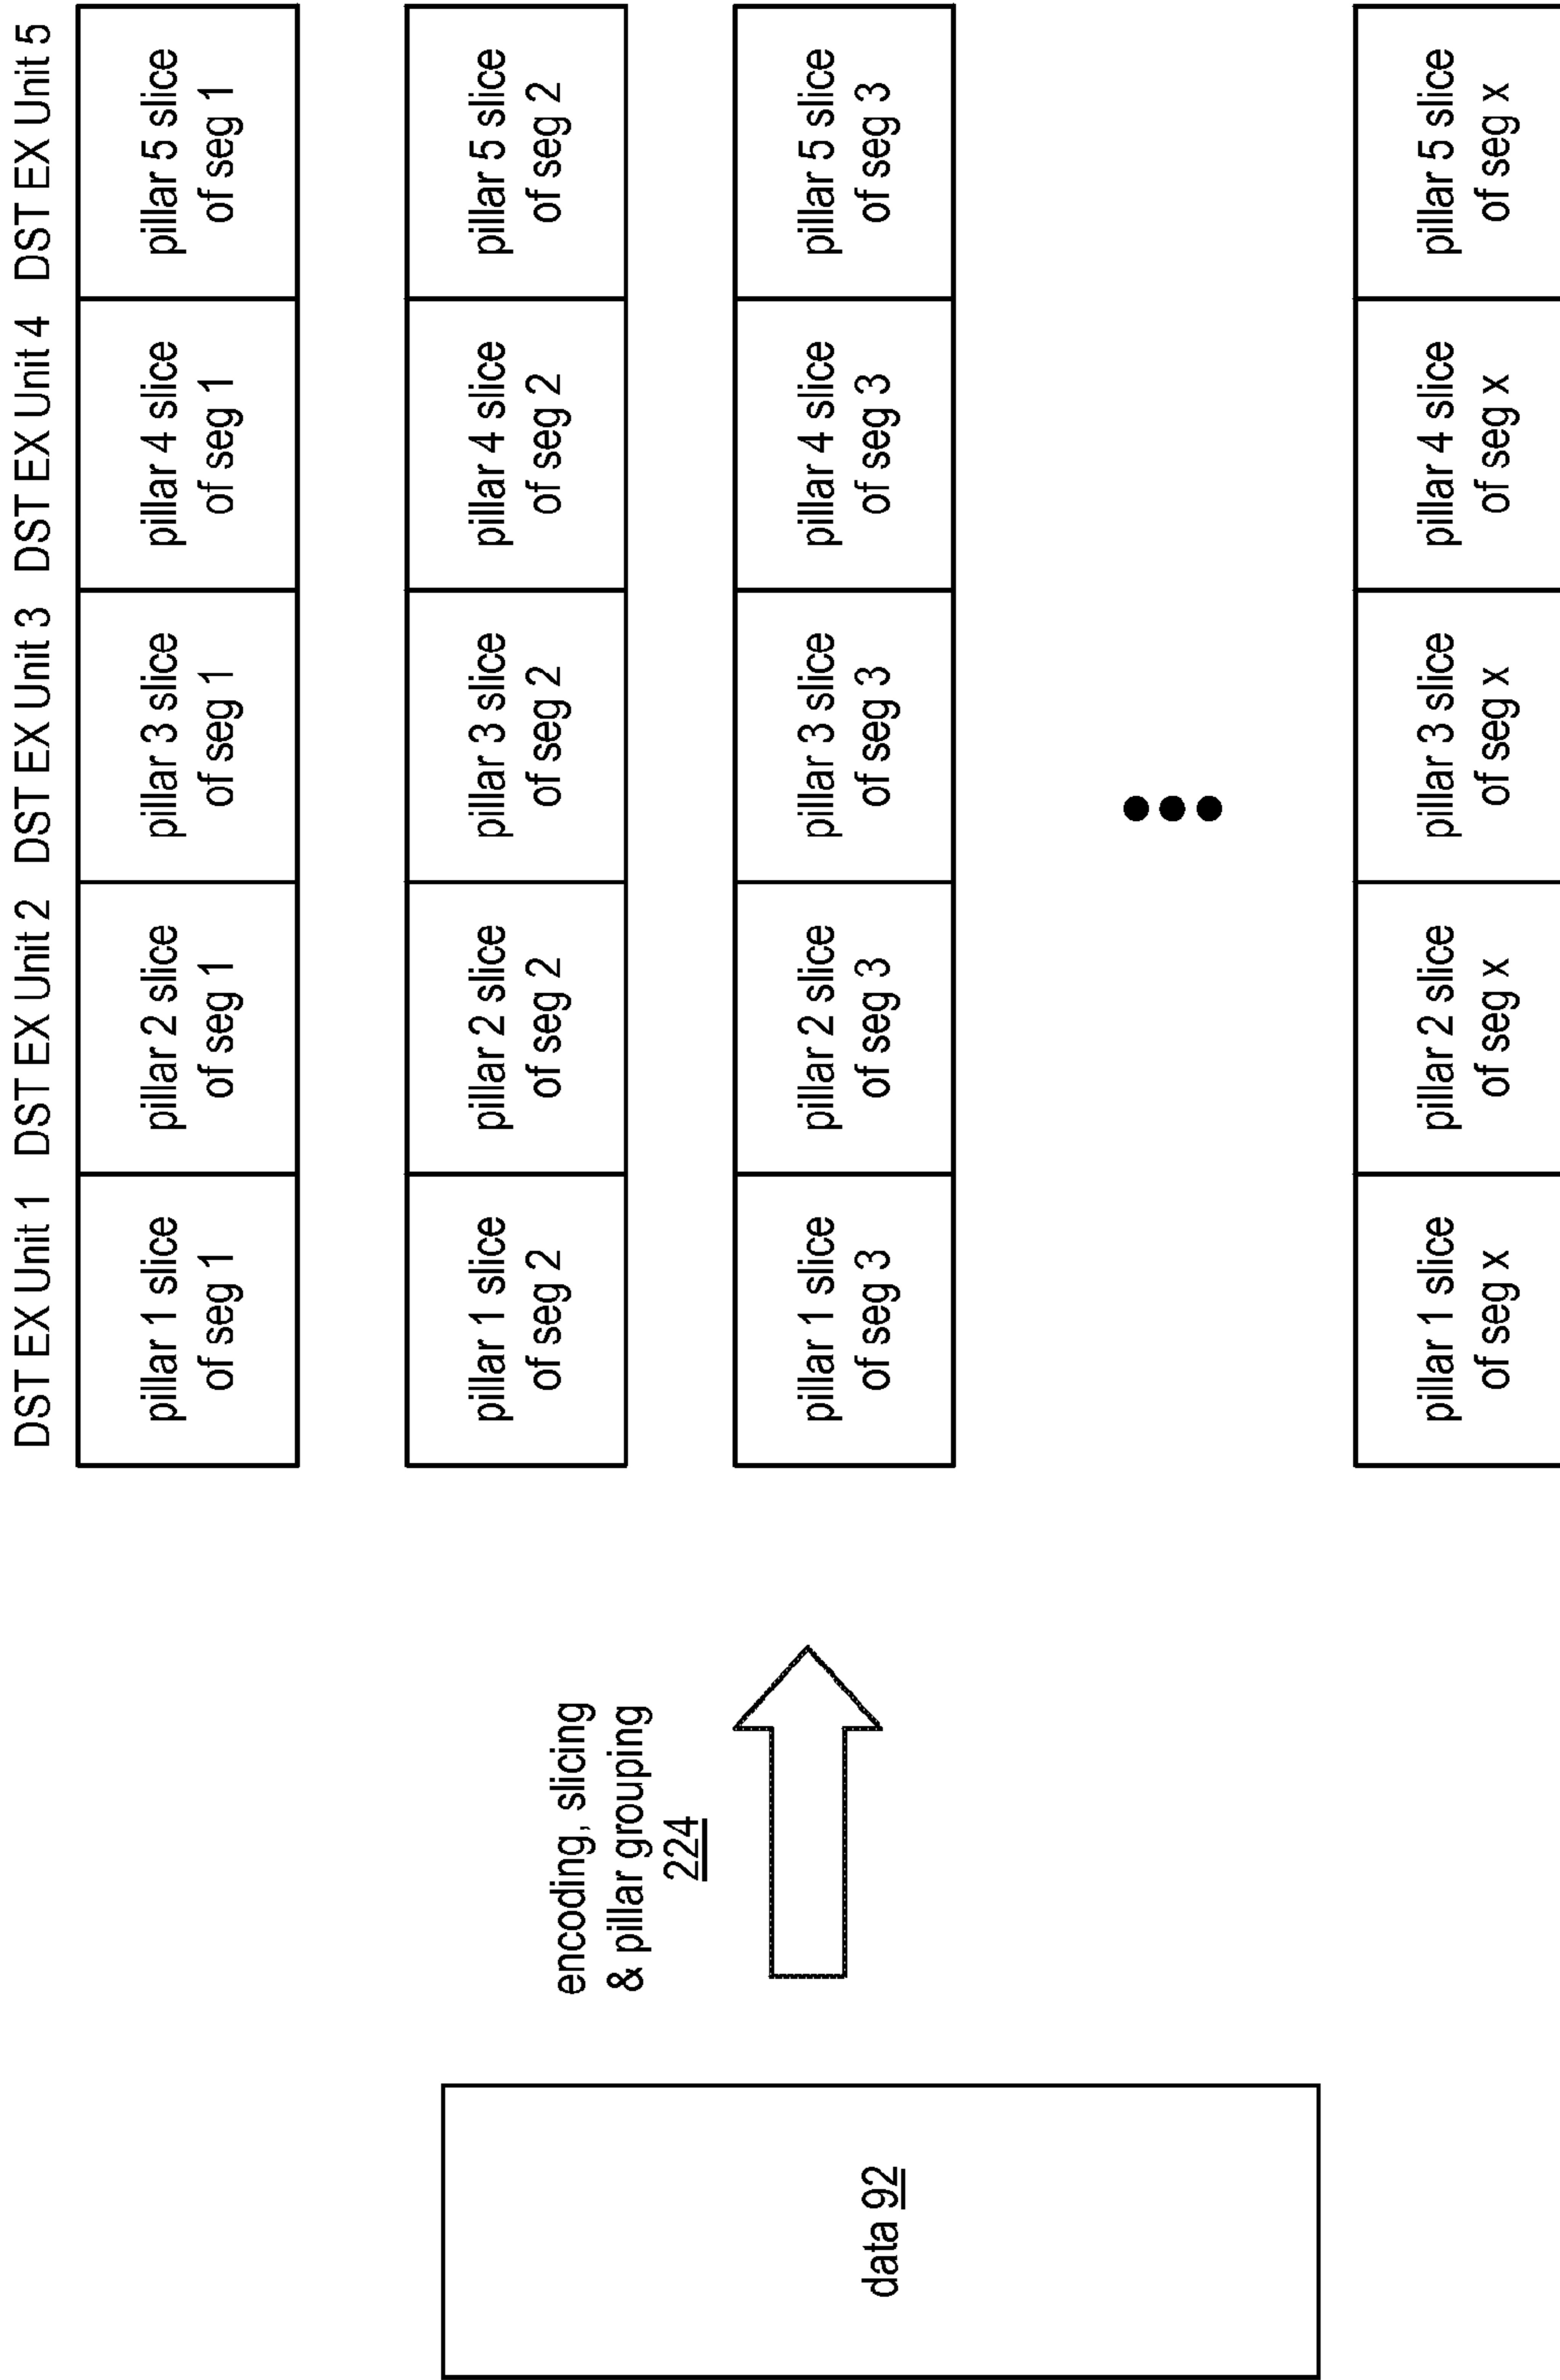 DST EX Unit 1 DST EX Unit 2 DST EX Unit 3 DST EX Unit 4 DST EX Unit 5
pillar 1 slice
of seg 1
pillar 2 slice
of seg 1
pillar 3 slice
of seg 1
pillar 4 slice
of seg 1
pillar 5 slice
of seg 1
pillar 1 slice
of seg 2
pillar 2 slice
of seg 2
pillar 3 slice
of seg 2
pillar 4 slice
of seg 2
pillar 5 slice
of seg 2
pillar 1 slice
of seg 3
pillar 2 slice
of seg 3
pillar 3 slice
of seg 3
pillar 4 slice
of seg 3
pillar 5 slice
of seg 3
pillar 1 slice
of seg x
pillar 2 slice
of seg x
pillar 3 slice
of seg x
pillar 4 slice
of seg x
pillar 5 slice
of seg x
encoding, slicing
& pillar grouping
224
data 92